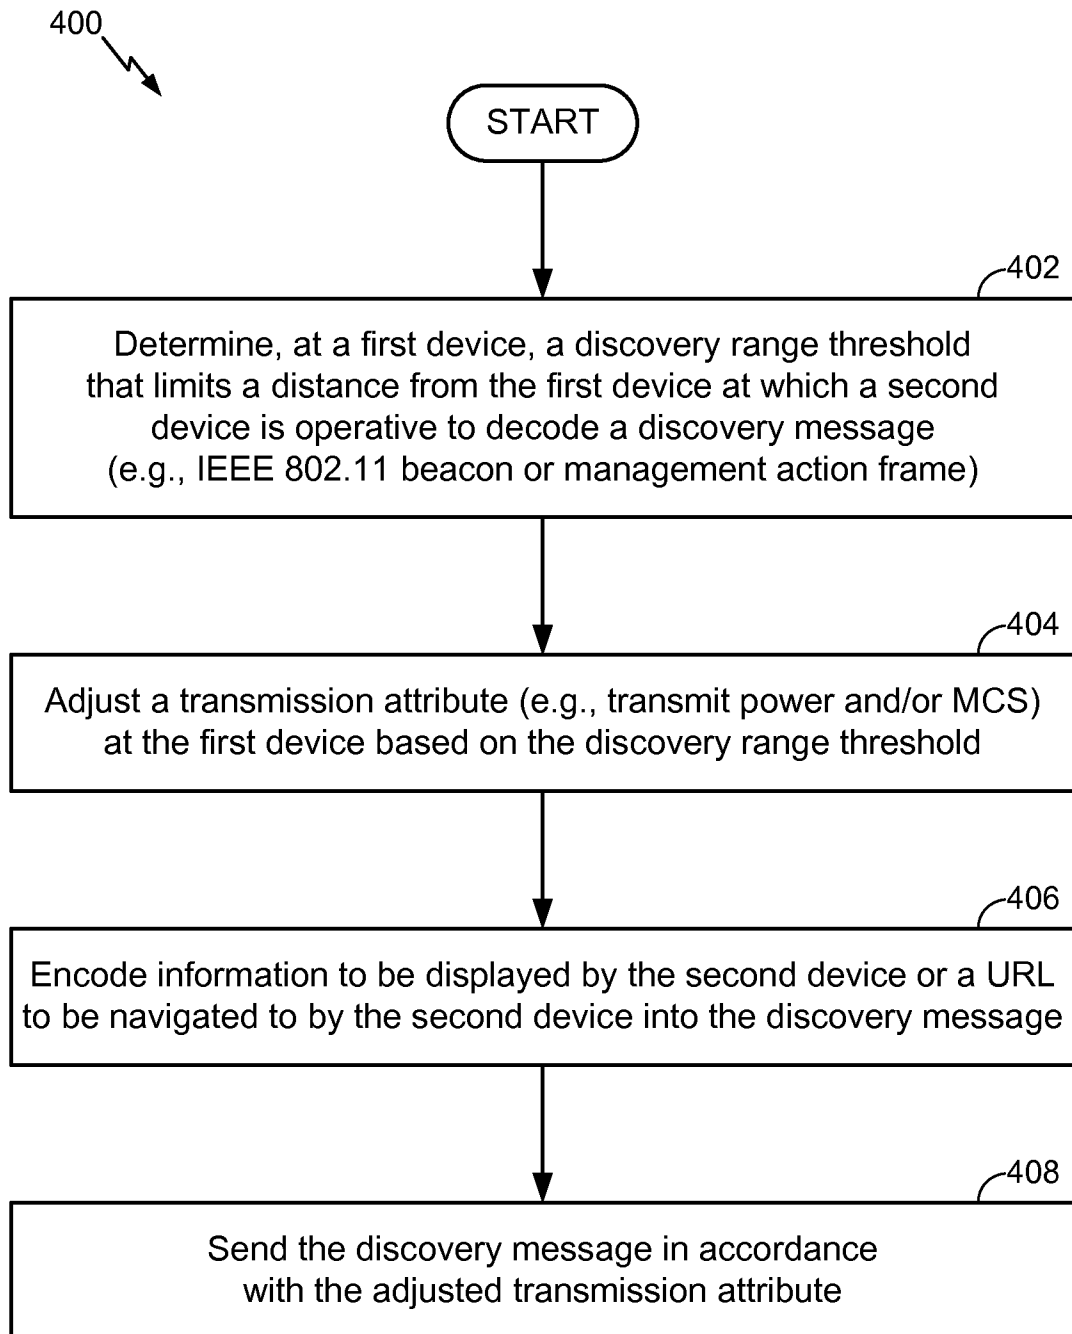 400
START
402
Determine, at a first device, a discovery range threshold
that limits a distance from the first device at which a second
device is operative to decode a discovery message
(e.g., IEEE 802.11 beacon or management action frame)
404
Adjust a transmission attribute (e.g., transmit power and/or MCS)
at the first device based on the discovery range threshold
406
Encode information to be displayed by the second device or a URL
to be navigated to by the second device into the discovery message
408
Send the discovery message in accordance
with the adjusted transmission attribute